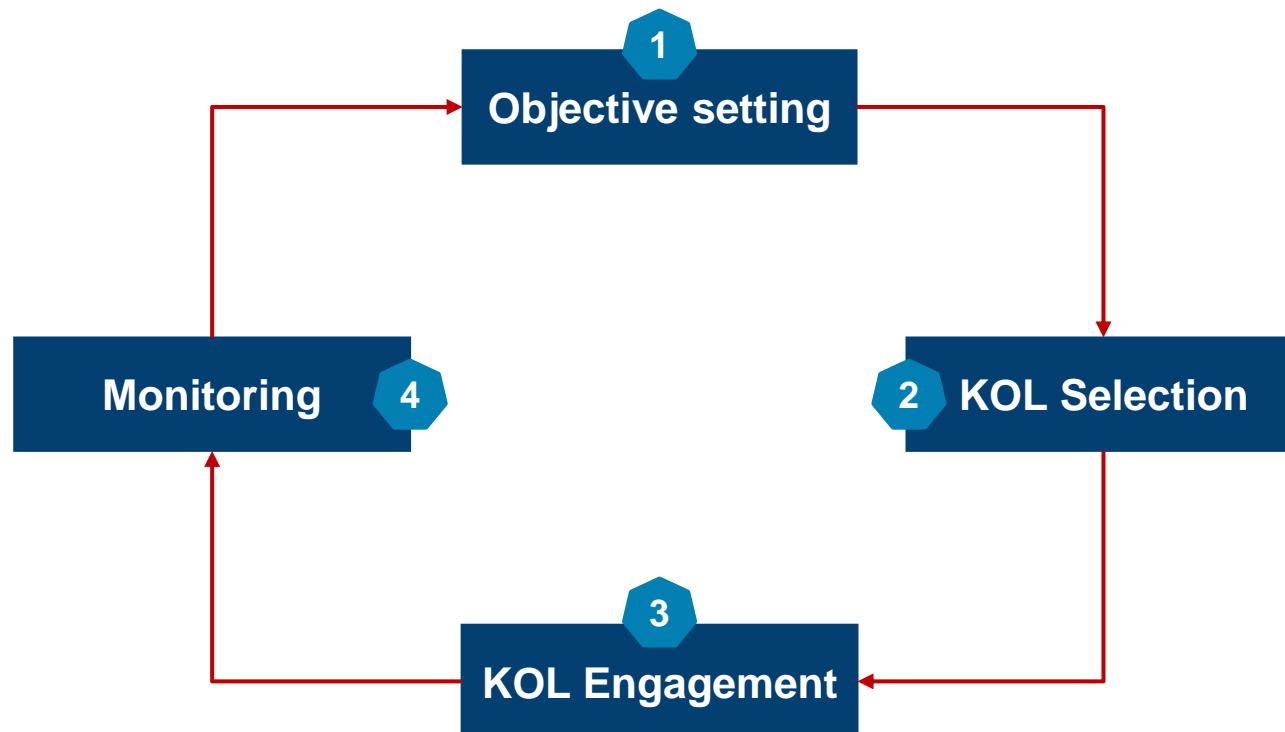 1
Objective setting
2
KOL Selection
3
KOL Engagement
4
Monitoring